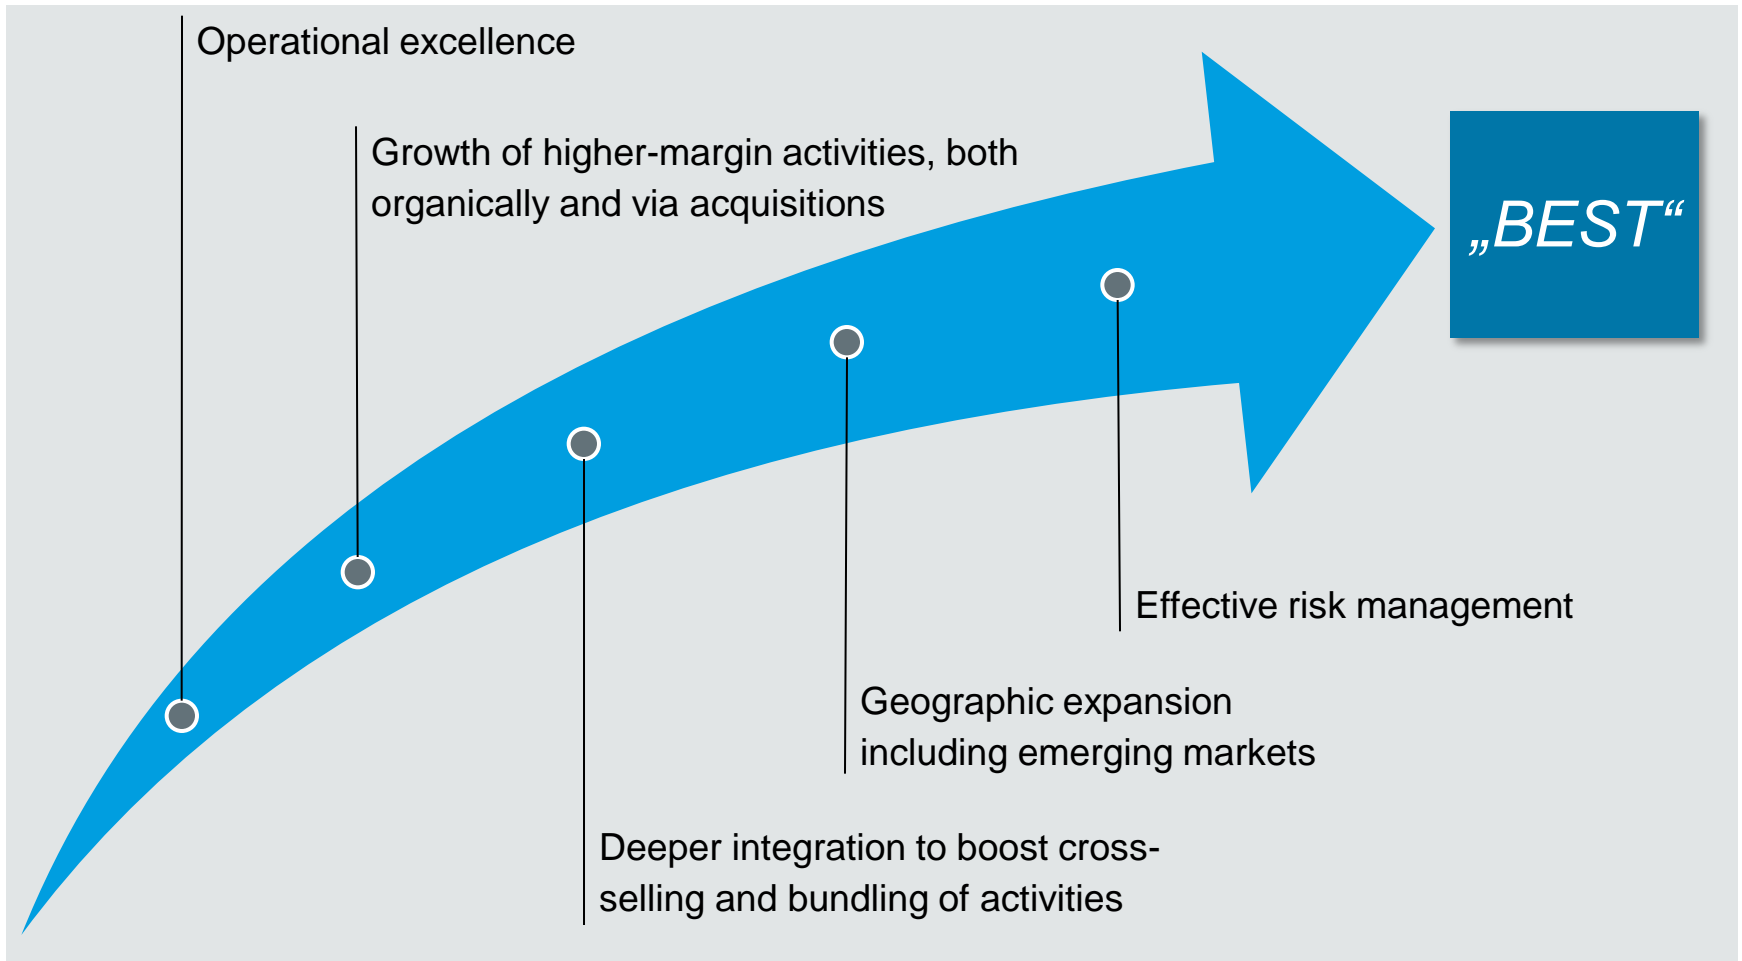 Operational excellence
Growth of higher-margin activities, both
organically and via acquisitions
„BEST“
Effective risk management
Geographic expansion
including emerging markets
Deeper integration to boost cross-
selling and bundling of activities